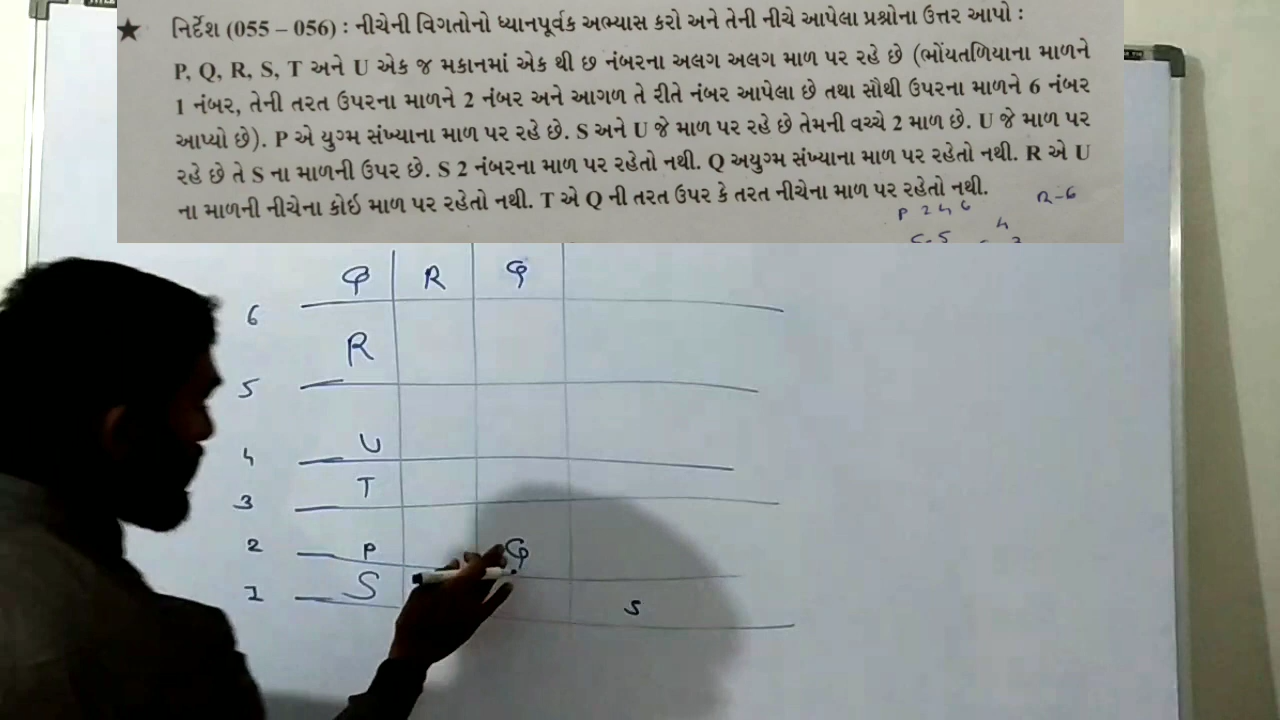 ★ નિર્દેશ (055 – 056) : નીચેની વિગતોનો ધ્યાનપૂર્વક અભ્યાસ કરો અને તેની નીચે આપેલા પ્રશ્નોના ઉત્તર આપો :
P, Q, R, S, T અને U એક જ મકાનમાં એક થી છ નંબરના અલગ અલગ માળ પર રહે છે (ભોંયતળિયાના માળને
1 નંબર, તેની તરત ઉપરના માળને 2 નંબર અને આગળ તે રીતે નંબર આપેલા છે તથા સૌથી ઉપરના માળને 6 નંબર
આપ્યો છે). P એ યુગ્મ સંખ્યાના માળ પર રહે છે. S અને U જે માળ પર રહે છે તેમની વચ્ચે 2 માળ છે. U જે માળ પર
રહે છે તે S ના માળની ઉપર છે. S 2 નંબરના માળ પર રહેતો નથી. Q અયુગ્મ સંખ્યાના માળ પર રહેતો નથી. R એ U
ના માળની નીચેના કોઈ માળ પર રહેતો નથી. T એ Q ની તરત ઉપર કે તરત નીચેના માળ પર રહેતો નથી.
R-6
P 2 4 6
4
6 Q R Q
5 R
4 U
3 T
2 P Q
1 S S